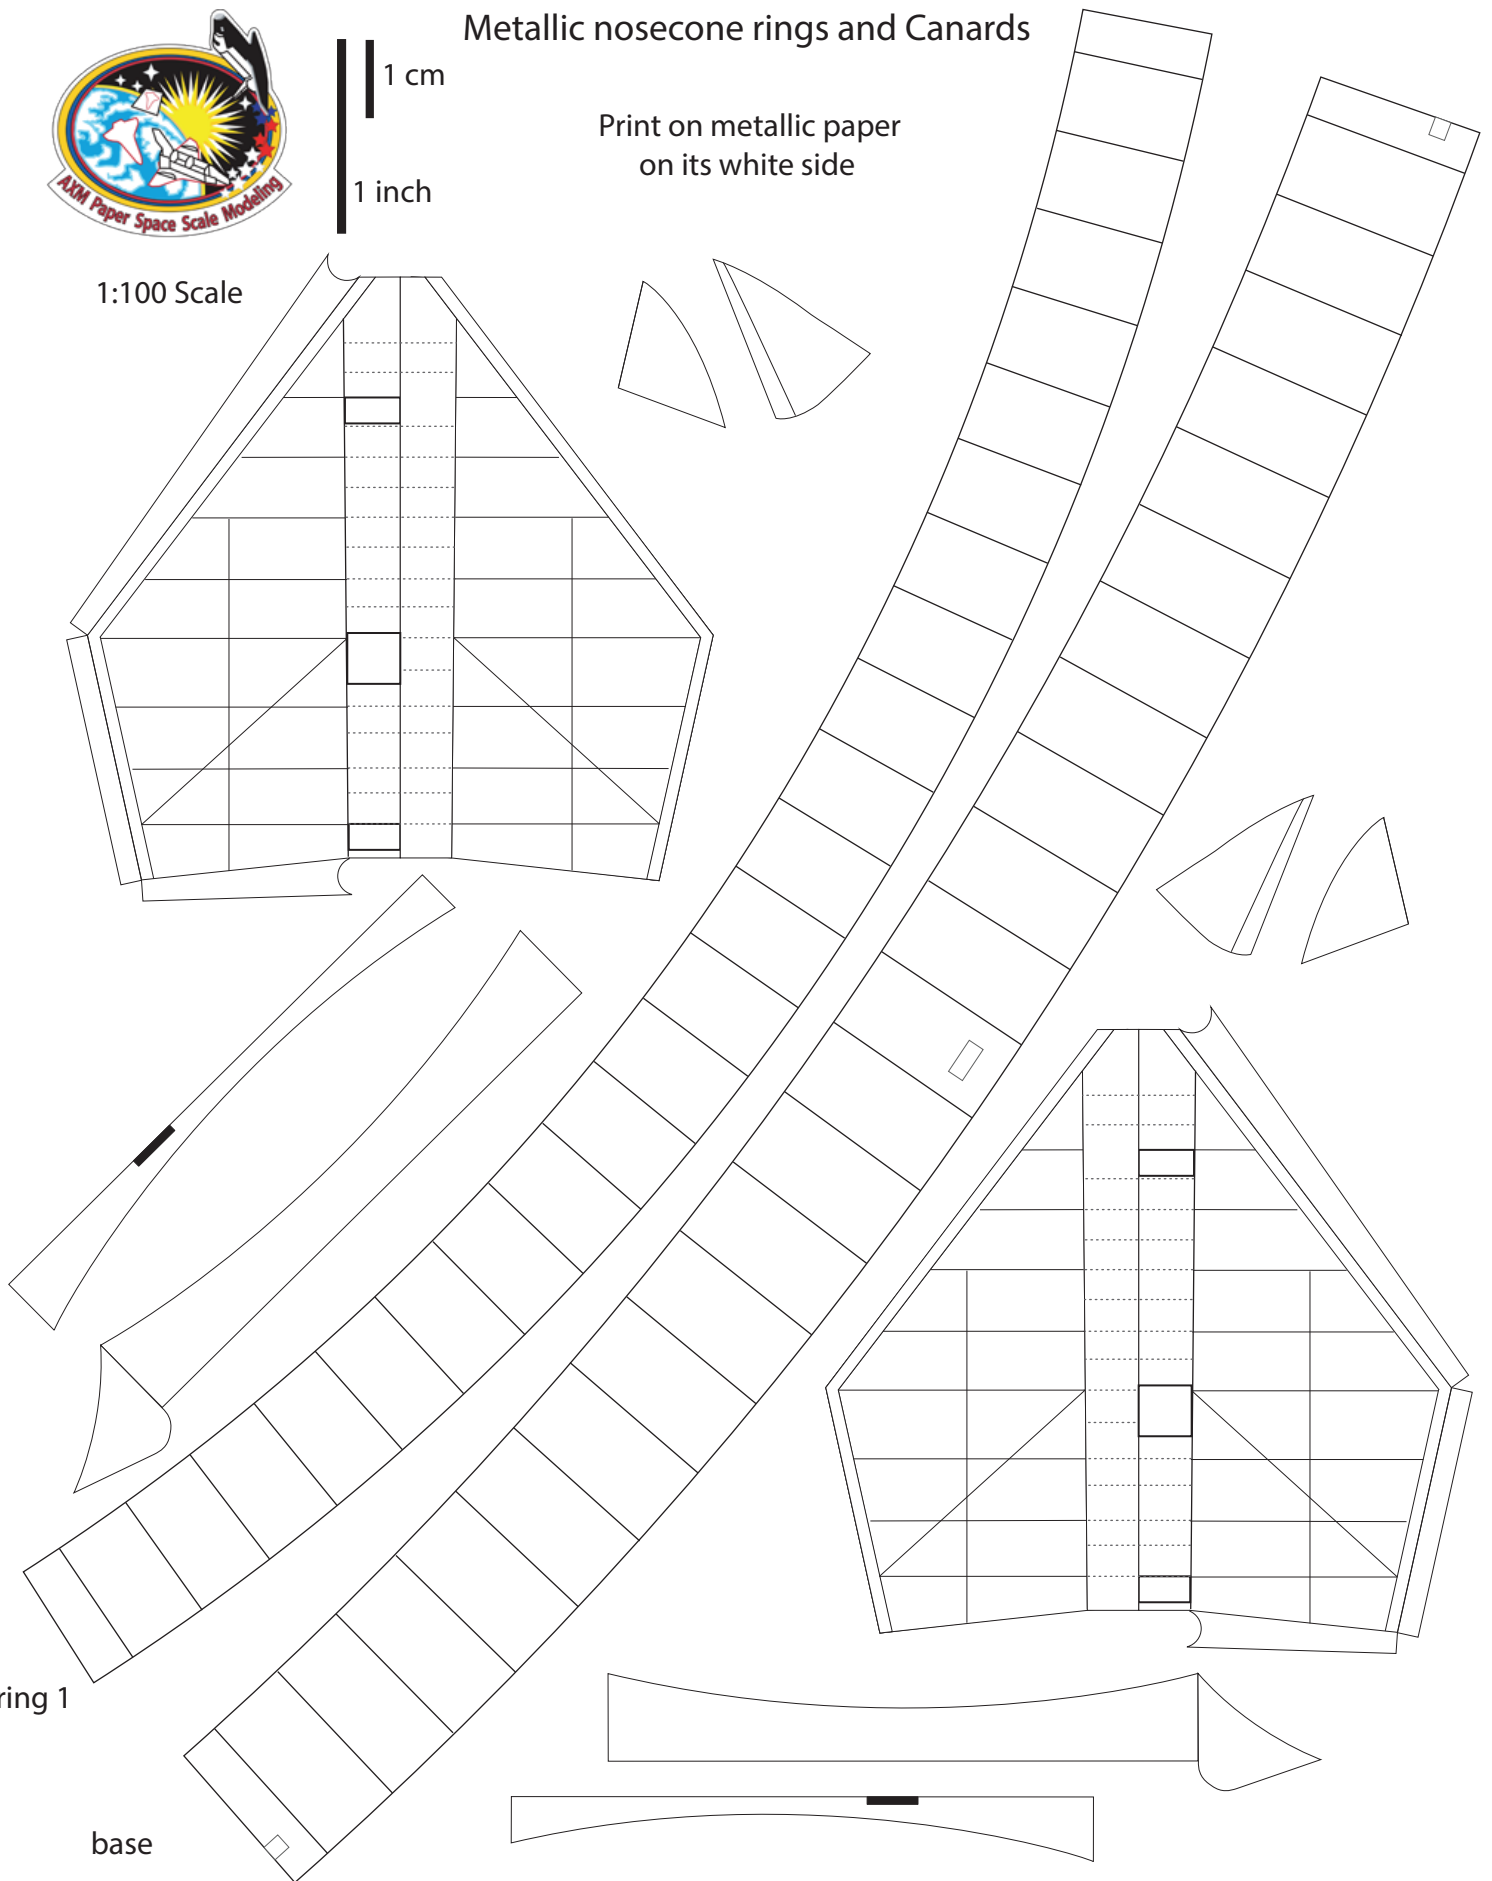 Metallic nosecone rings and Canards
1 cm
1 inch
Print on metallic paper
on its white side
AXM Paper Space Scale Modeling
1:100 Scale
ring 1
base